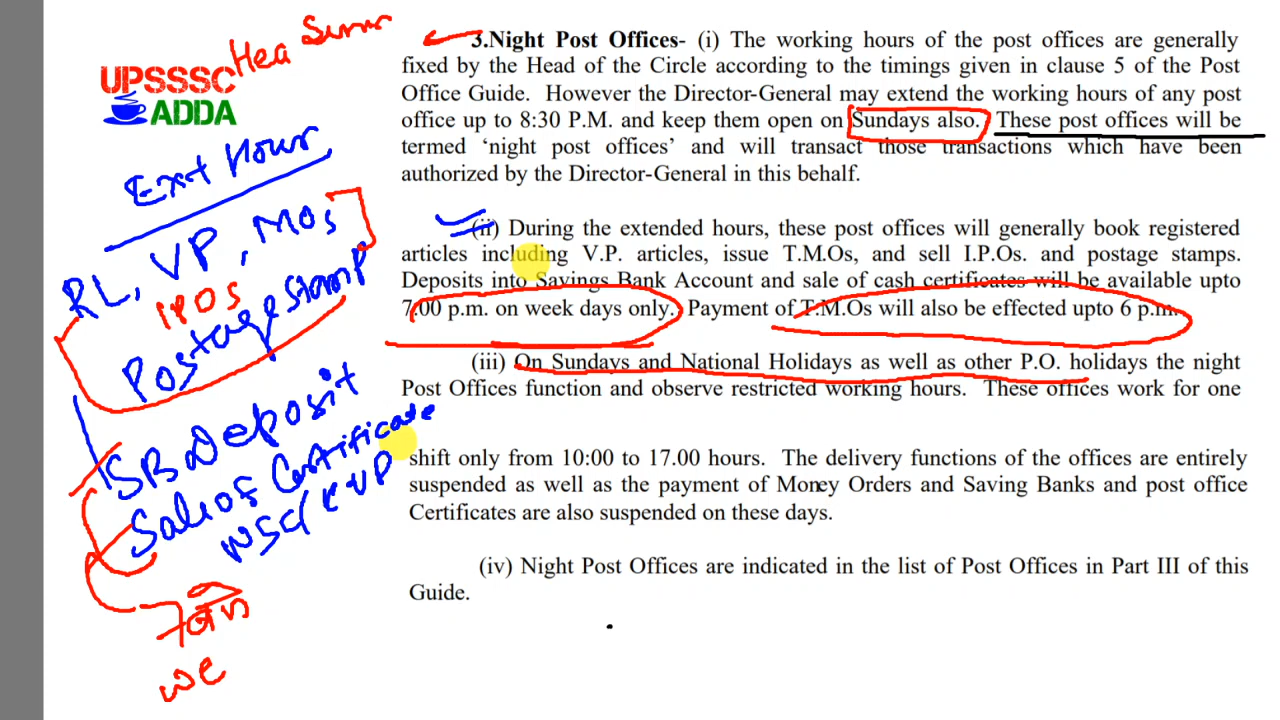 Hea Surur
UPSSSC
ADDA
Ext Hour
RL, VP, MOs
IPOS
Postage Stamp
SB Deposit
Sale of Certificate
NSC/KVP
7 बजे
we
3.Night Post Offices- (i) The working hours of the post offices are generally
fixed by the Head of the Circle according to the timings given in clause 5 of the Post
Office Guide. However the Director-General may extend the working hours of any post
office up to 8:30 P.M. and keep them open on Sundays also. These post offices will be
termed ‘night post offices’ and will transact those transactions which have been
authorized by the Director-General in this behalf.
(ii) During the extended hours, these post offices will generally book registered
articles including V.P. articles, issue T.M.Os, and sell I.P.Os. and postage stamps.
Deposits into Savings Bank Account and sale of cash certificates will be available upto
7.00 p.m. on week days only. Payment of T.M.Os will also be effected upto 6 p.m.
(iii) On Sundays and National Holidays as well as other P.O. holidays the night
Post Offices function and observe restricted working hours. These offices work for one
shift only from 10:00 to 17.00 hours. The delivery functions of the offices are entirely
suspended as well as the payment of Money Orders and Saving Banks and post office
Certificates are also suspended on these days.
(iv) Night Post Offices are indicated in the list of Post Offices in Part III of this
Guide.